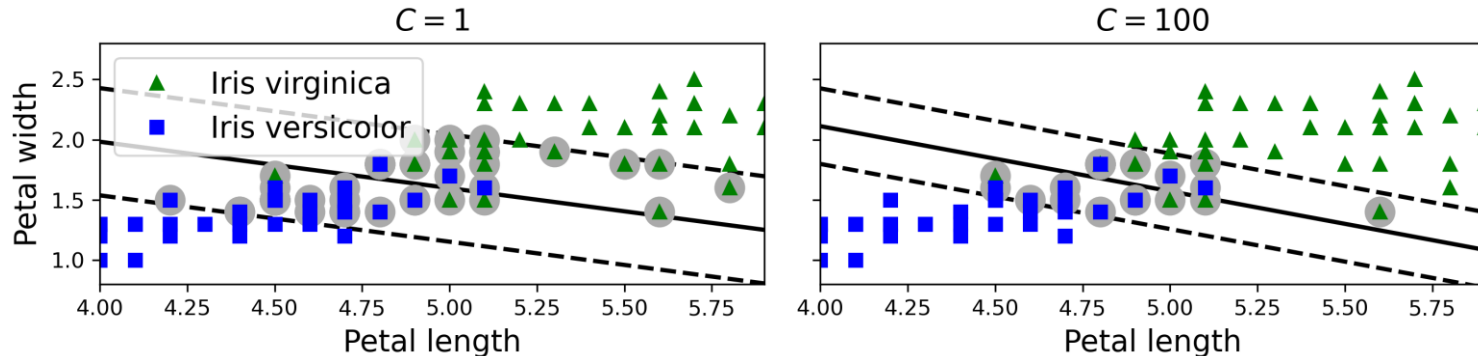 C = 1
C = 100
Petal width
2.5
2.0
1.5
1.0
Iris virginica
Iris versicolor
4.00 4.25 4.50 4.75 5.00 5.25 5.50 5.75
4.00 4.25 4.50 4.75 5.00 5.25 5.50 5.75
Petal length
Petal length